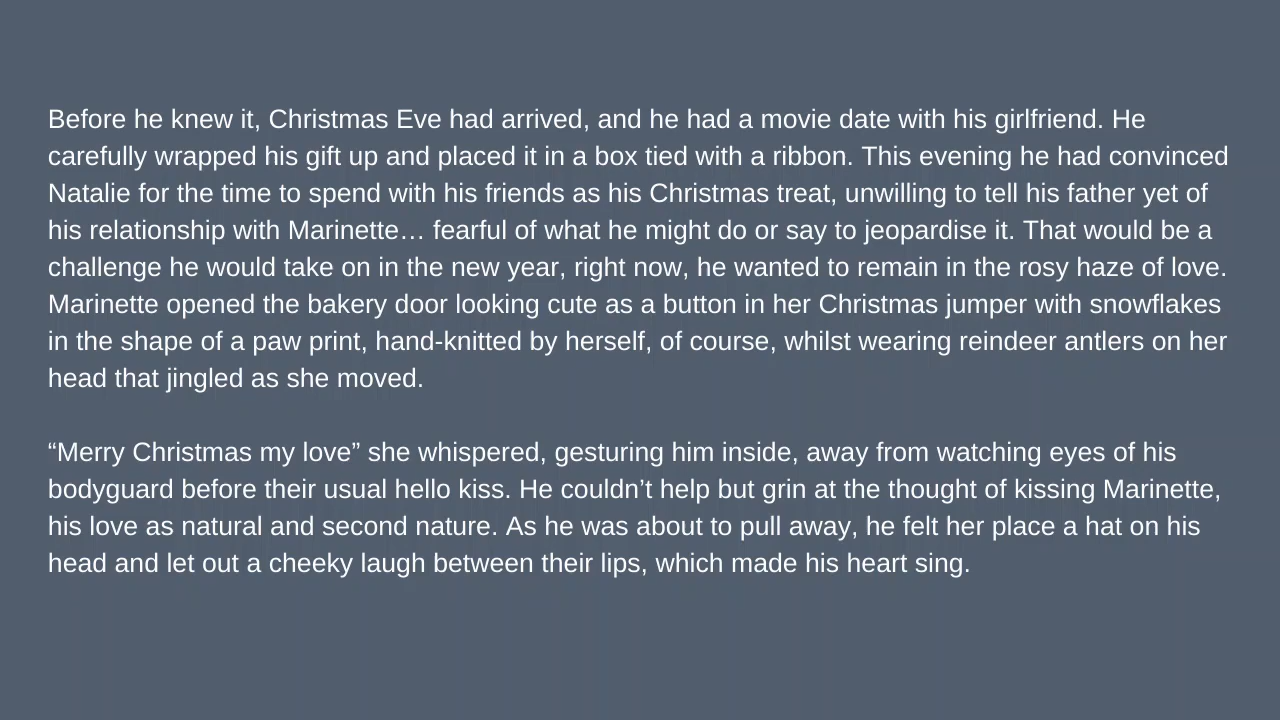 Before he knew it, Christmas Eve had arrived, and he had a movie date with his girlfriend. He
carefully wrapped his gift up and placed it in a box tied with a ribbon. This evening he had convinced
Natalie for the time to spend with his friends as his Christmas treat, unwilling to tell his father yet of
his relationship with Marinette… fearful of what he might do or say to jeopardise it. That would be a
challenge he would take on in the new year, right now, he wanted to remain in the rosy haze of love.
Marinette opened the bakery door looking cute as a button in her Christmas jumper with snowflakes
in the shape of a paw print, hand-knitted by herself, of course, whilst wearing reindeer antlers on her
head that jingled as she moved.
“Merry Christmas my love” she whispered, gesturing him inside, away from watching eyes of his
bodyguard before their usual hello kiss. He couldn’t help but grin at the thought of kissing Marinette,
his love as natural and second nature. As he was about to pull away, he felt her place a hat on his
head and let out a cheeky laugh between their lips, which made his heart sing.